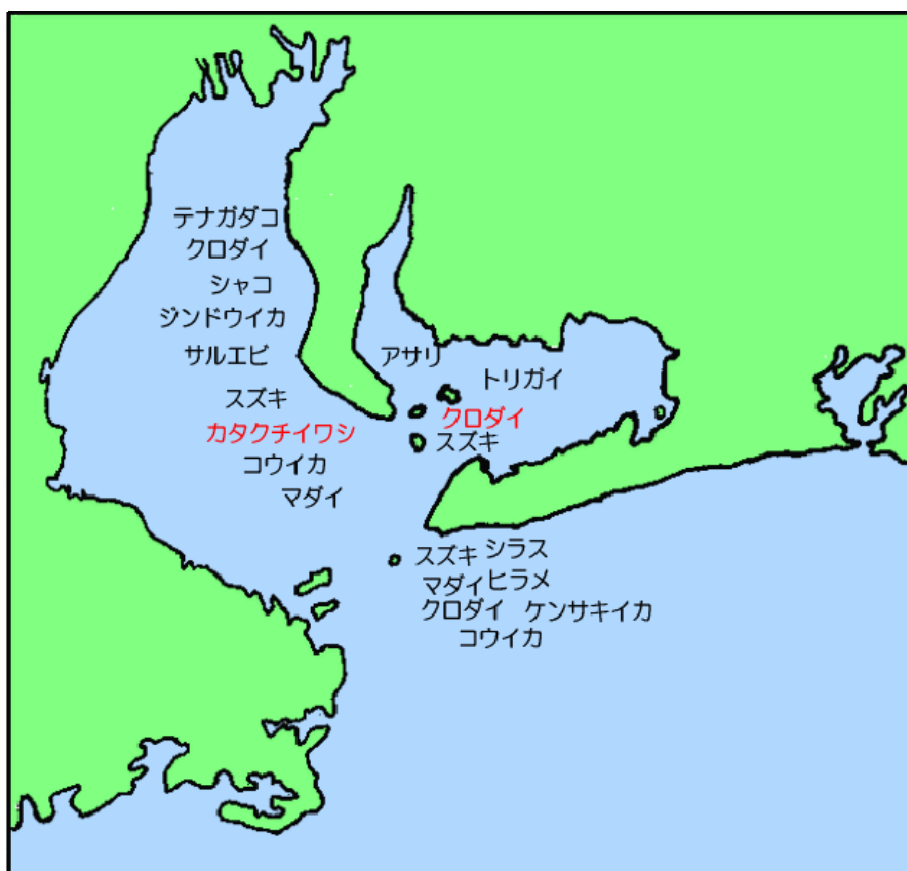 テナガダコ
クロダイ
シャコ
ジンドウイカ
サルエビ
スズキ
カタクチイワシ
コウイカ
マダイ
アサリ
トリガイ
クロダイ
スズキ
スズキ シラス
マダイ ヒラメ
クロダイ ケンサキイカ
コウイカ